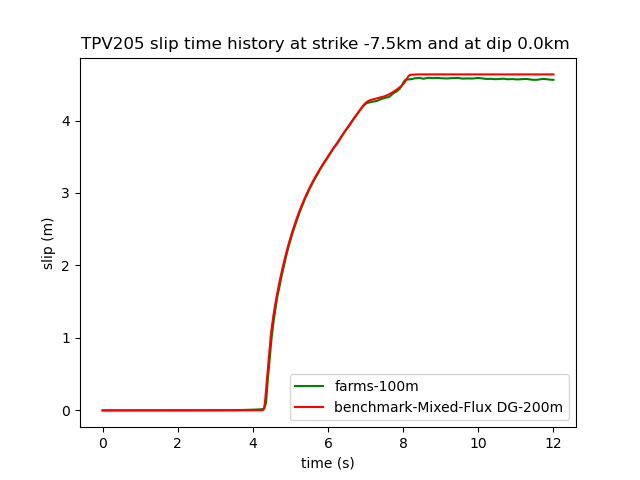 TPV205 slip time history at strike -7.5km and at dip 0.0km
slip (m)
4
3
2
1
0
0 2 4 6 8 10 12
time (s)
farms-100m
benchmark-Mixed-Flux DG-200m